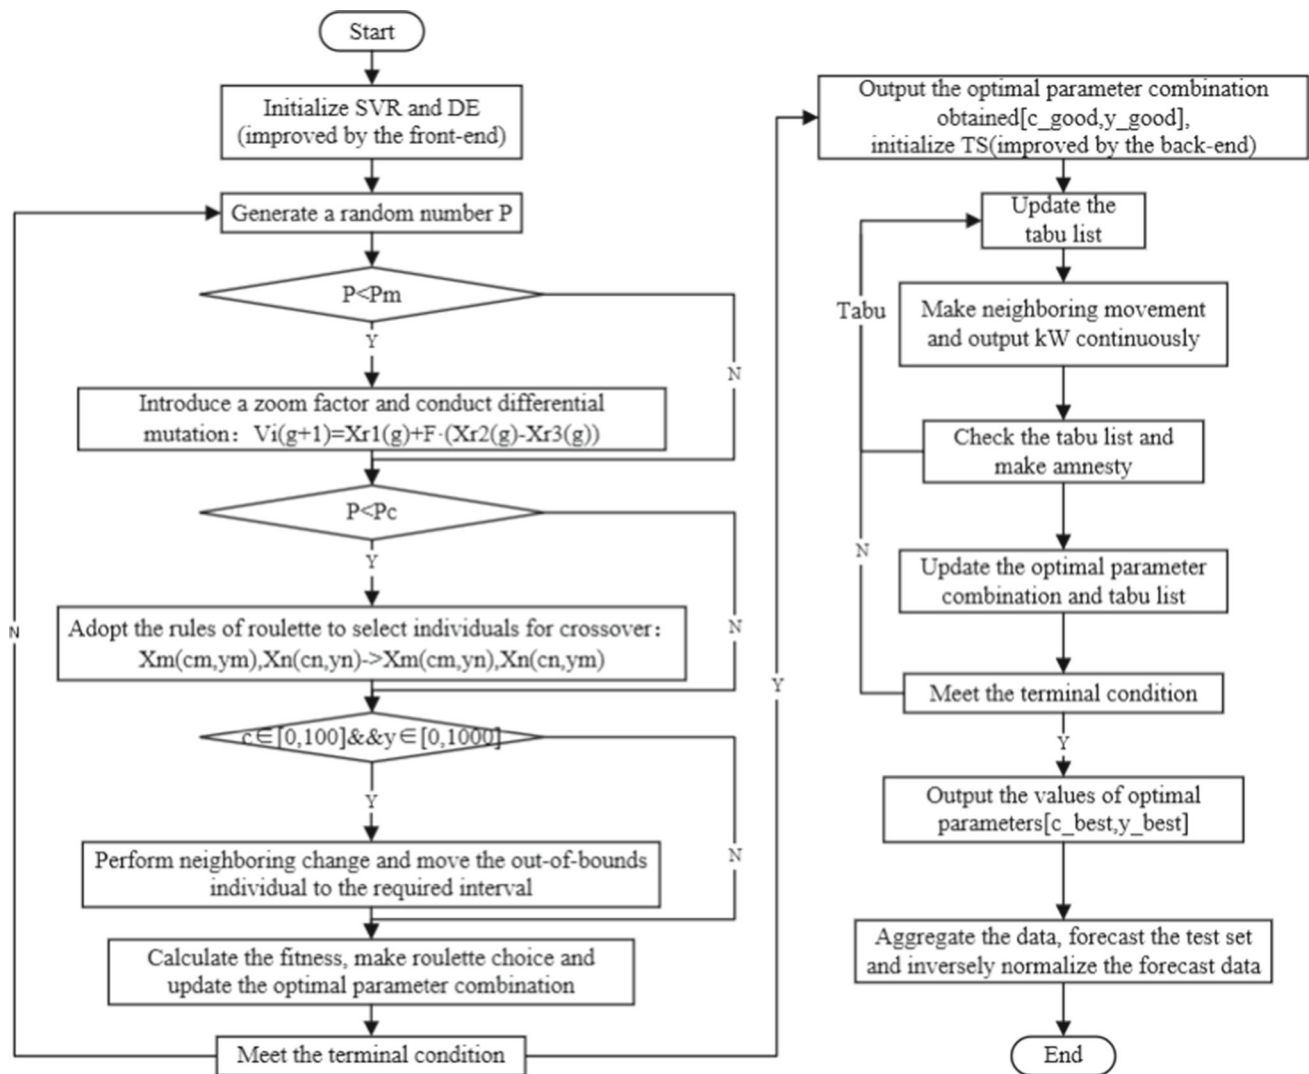 Start
Initialize SVR and DE
(improved by the front-end)
Generate a random number P
P<Pm
Y
N
Introduce a zoom factor and conduct differential
mutation：Vi(g+1)=Xr1(g)+F·(Xr2(g)-Xr3(g))
P<Pc
Y
N
Adopt the rules of roulette to select individuals for crossover：
Xm(cm,ym),Xn(cn,yn)->Xm(cm,yn),Xn(cn,ym)
c∈[0,100]&&y∈[0,1000]
Y
N
Perform neighboring change and move the out-of-bounds
individual to the required interval
Calculate the fitness, make roulette choice and
update the optimal parameter combination
Meet the terminal condition
N
Y
Output the optimal parameter combination
obtained[c_good,y_good],
initialize TS(improved by the back-end)
Update the
tabu list
Make neighboring movement
and output kW continuously
Tabu
Check the tabu list and
make amnesty
N
Update the optimal parameter
combination and tabu list
Meet the terminal condition
Y
Output the values of optimal
parameters[c_best,y_best]
Aggregate the data, forecast the test set
and inversely normalize the forecast data
End